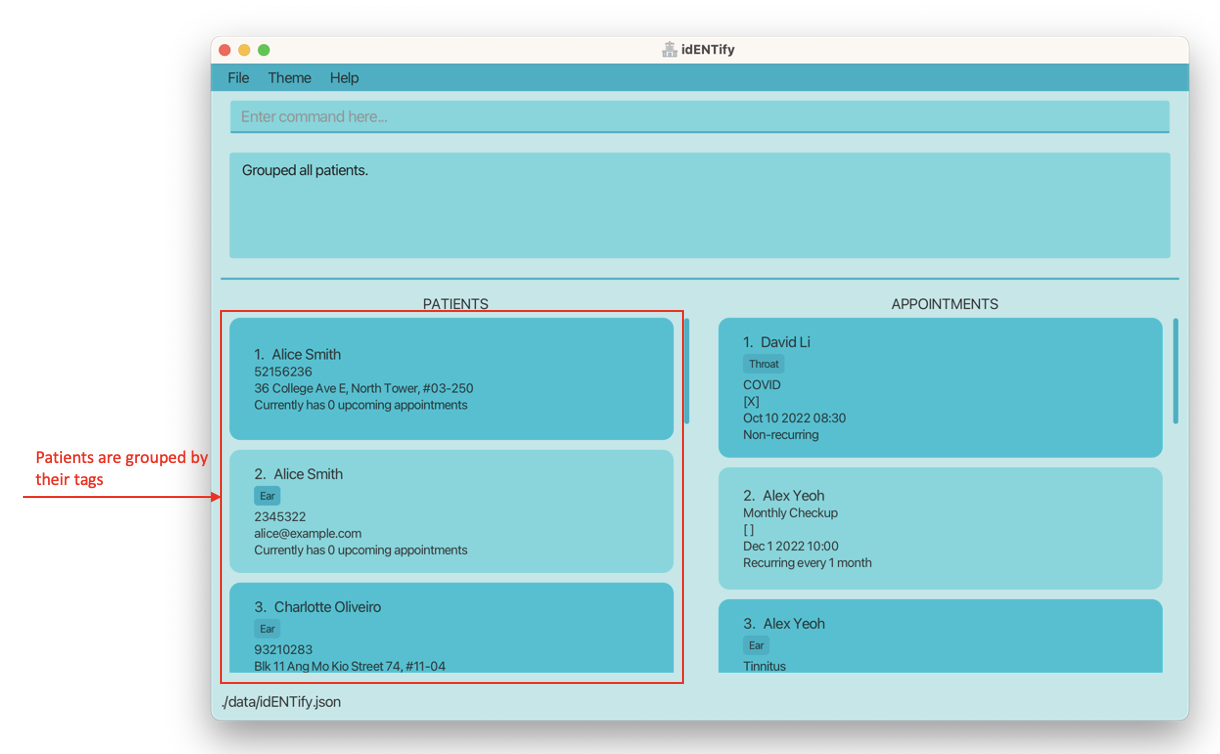 idENTify
File Theme Help
Enter command here...
Grouped all patients.
PATIENTS
1. Alice Smith
52156236
36 College Ave E, North Tower, #03-250
Currently has 0 upcoming appointments
2. Alice Smith
Ear
2345322
alice@example.com
Currently has 0 upcoming appointments
3. Charlotte Oliveiro
Ear
93210283
Blk 11 Ang Mo Kio Street 74, #11-04
APPOINTMENTS
1. David Li
Throat
COVID
[X]
Oct 10 2022 08:30
Non-recurring
2. Alex Yeoh
Monthly Checkup
[ ]
Dec 1 2022 10:00
Recurring every 1 month
3. Alex Yeoh
Ear
Tinnitus
Patients are grouped by
their tags
./data/idENTify.json